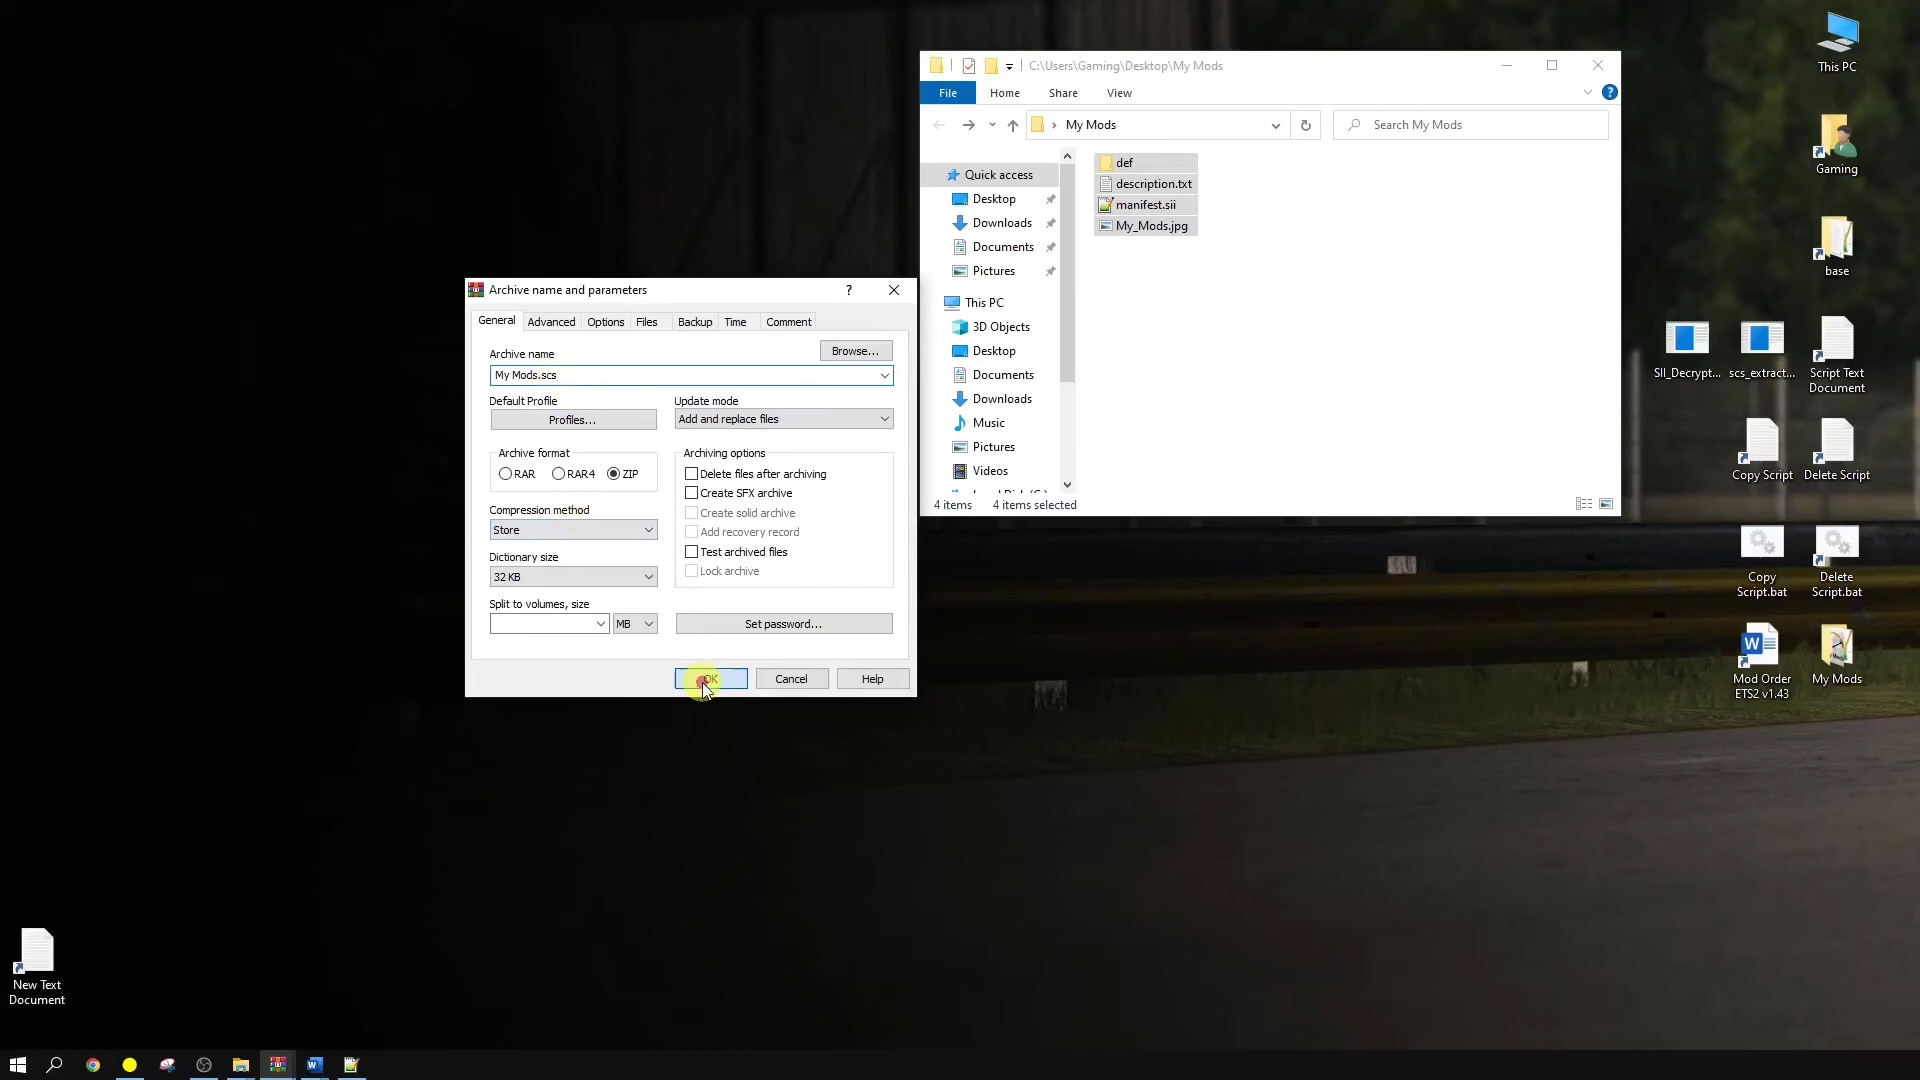 C:\Users\Gaming\Desktop\My Mods
File Home Share View
My Mods
Search My Mods
Quick access
Desktop
Downloads
Documents
Pictures
This PC
3D Objects
Desktop
Documents
Downloads
Music
Pictures
Videos
def
description.txt
manifest.sii
My_Mods.jpg
4 items 4 items selected
Archive name and parameters
General Advanced Options Files Backup Time Comment
Archive name
Browse...
My Mods.scs
Default Profile
Profiles...
Update mode
Add and replace files
Archive format
RAR RAR4 ZIP
Compression method
Store
Dictionary size
32 KB
Split to volumes, size
MB
Archiving options
Delete files after archiving
Create SFX archive
Create solid archive
Add recovery record
Test archived files
Lock archive
Set password...
OK Cancel Help
This PC
Gaming
base
SII_Decrypt...
scs_extract...
Script Text
Document
Copy Script
Delete Script
Copy
Script.bat
Delete
Script.bat
Mod Order
ETS2 v1.43
My Mods
New Text
Document